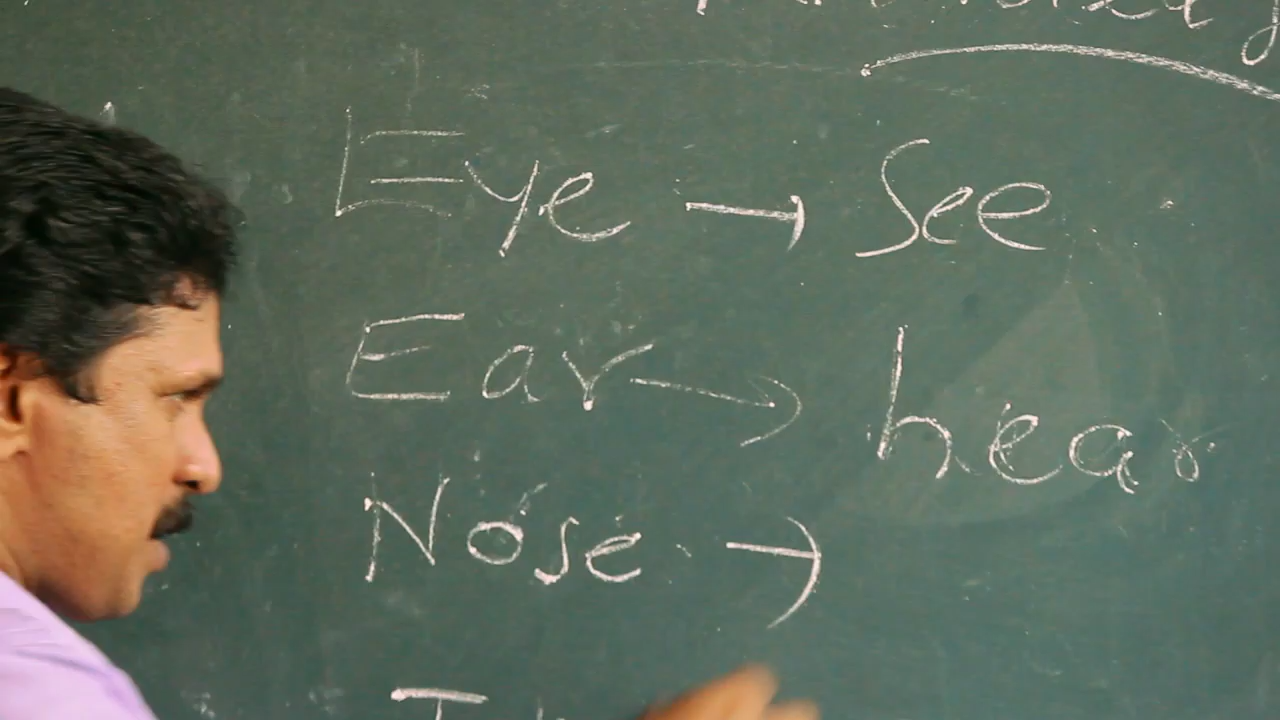 Eye → See
Ear → hear
Nose →